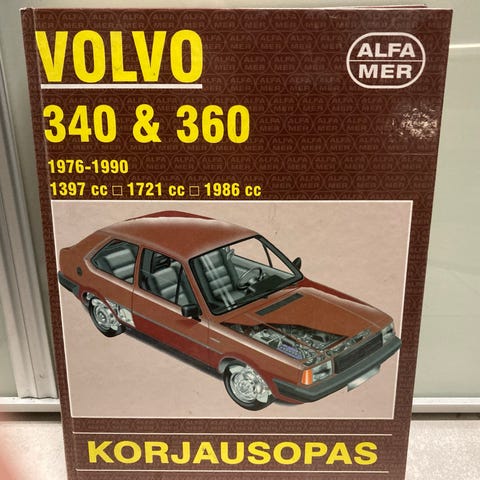 VOLVO
ALFA
MER
340 & 360
1976-1990
1397 cc □ 1721 cc □ 1986 cc
KORJAUSOPAS